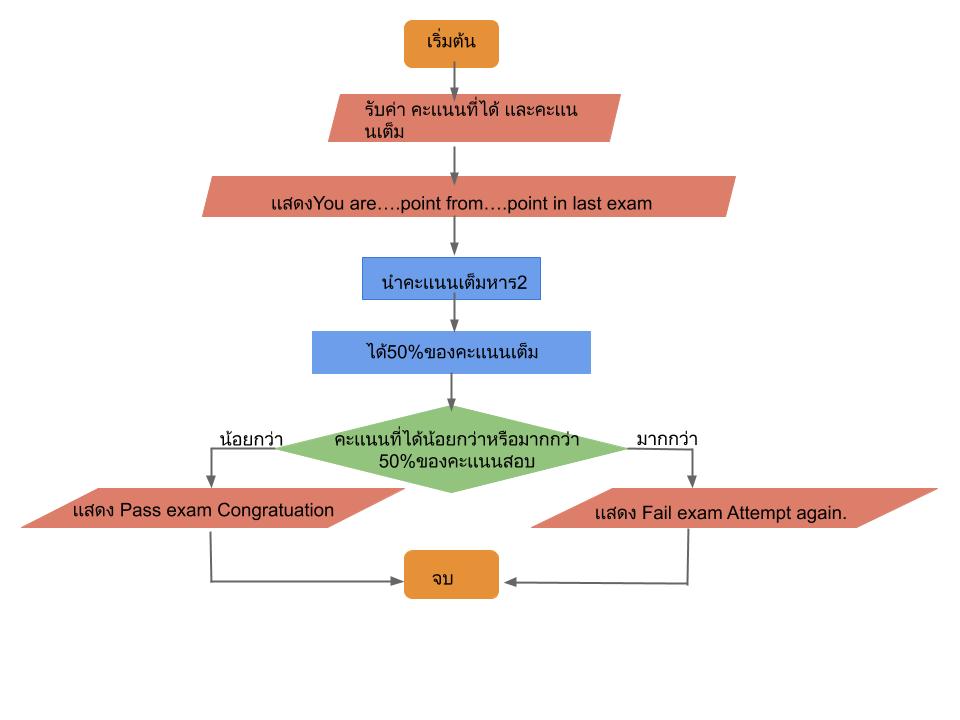 เริ่มต้น
รับค่า คะแนนที่ได้ และคะแน
นเต็ม
แสดงYou are....point from....point in last exam
นำคะแนนเต็มหาร2
ได้50%ของคะแนนเต็ม
น้อยกว่า
คะแนนที่ได้น้อยกว่าหรือมากกว่า
50%ของคะแนนสอบ
มากกว่า
แสดง Pass exam Congratuation
แสดง Fail exam Attempt again.
จบ